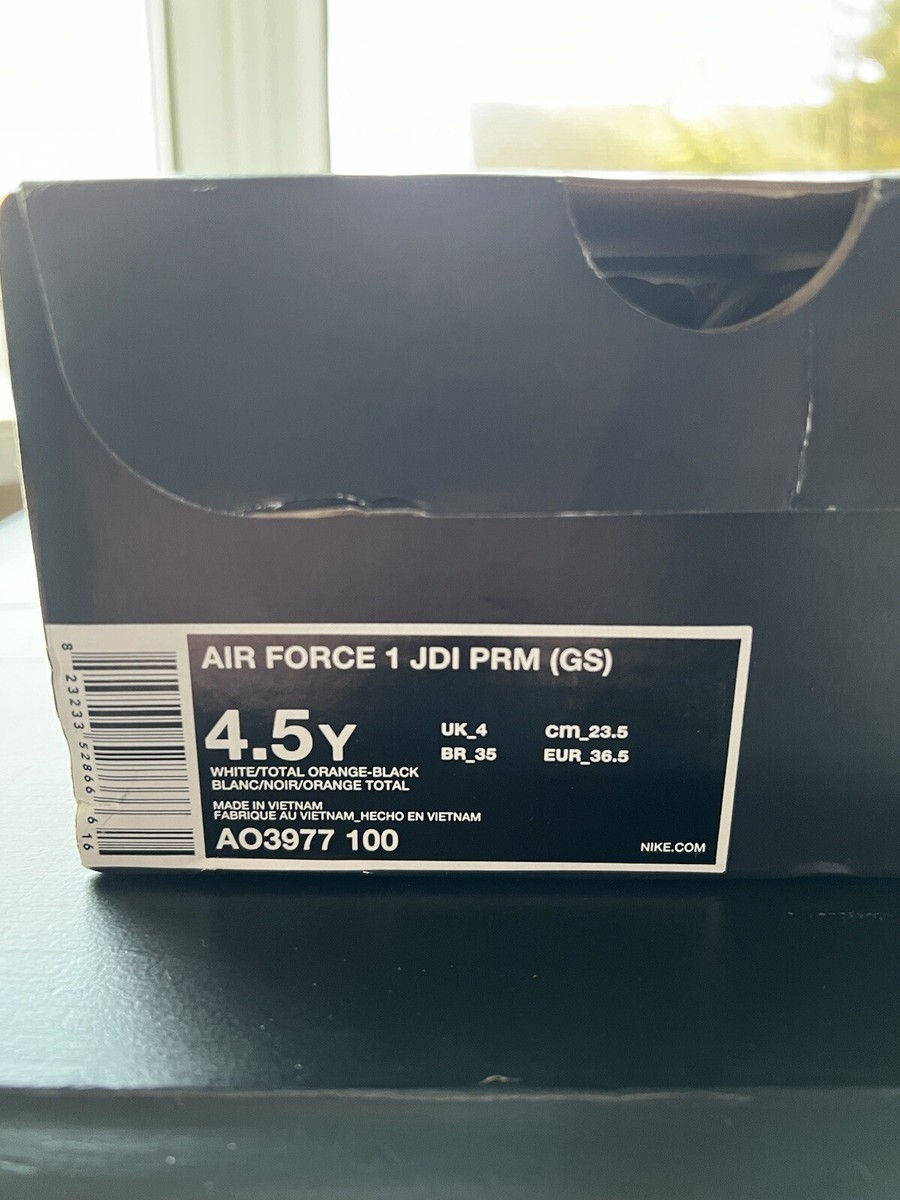 AIR FORCE 1 JDI PRM (GS)
4.5Y
UK_4 cm_23.5
BR_35 EUR_36.5
WHITE/TOTAL ORANGE-BLACK
BLANC/NOIR/ORANGE TOTAL
MADE IN VIETNAM
FABRIQUE AU VIETNAM_HECHO EN VIETNAM
AO3977 100
NIKE.COM
8 23233 52866 6 16